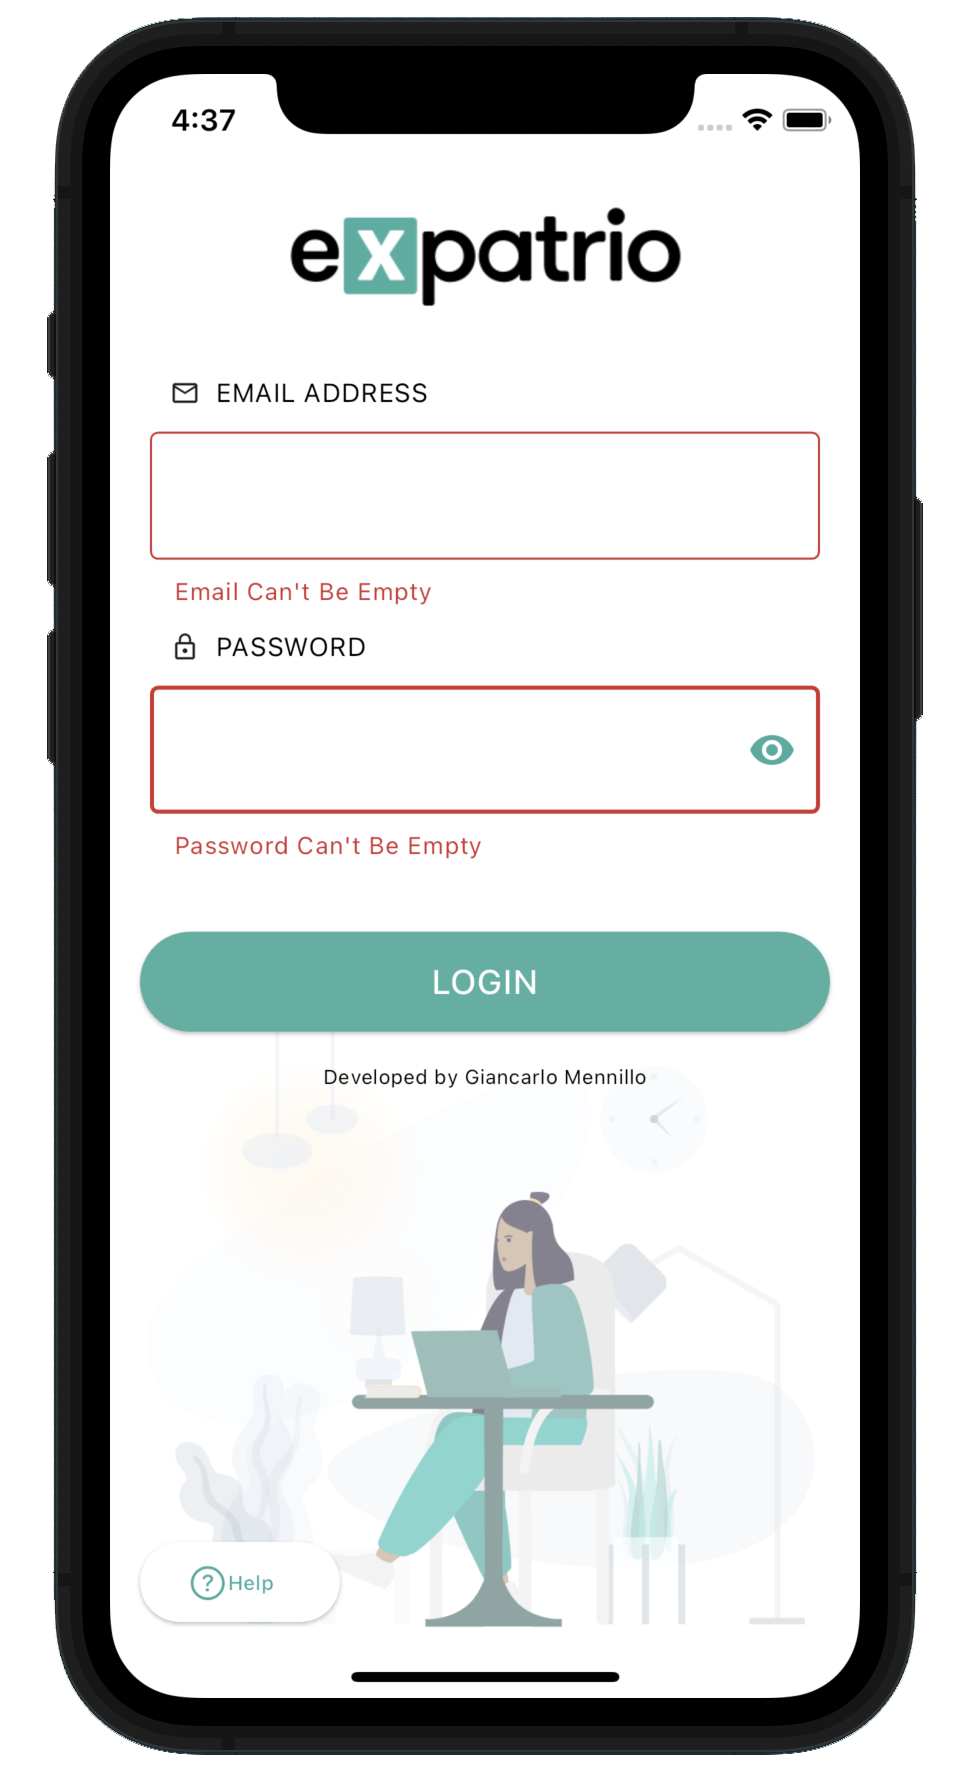 4:37
expatrio
EMAIL ADDRESS
Email Can't Be Empty
PASSWORD
Password Can't Be Empty
LOGIN
Developed by Giancarlo Mennillo
? Help